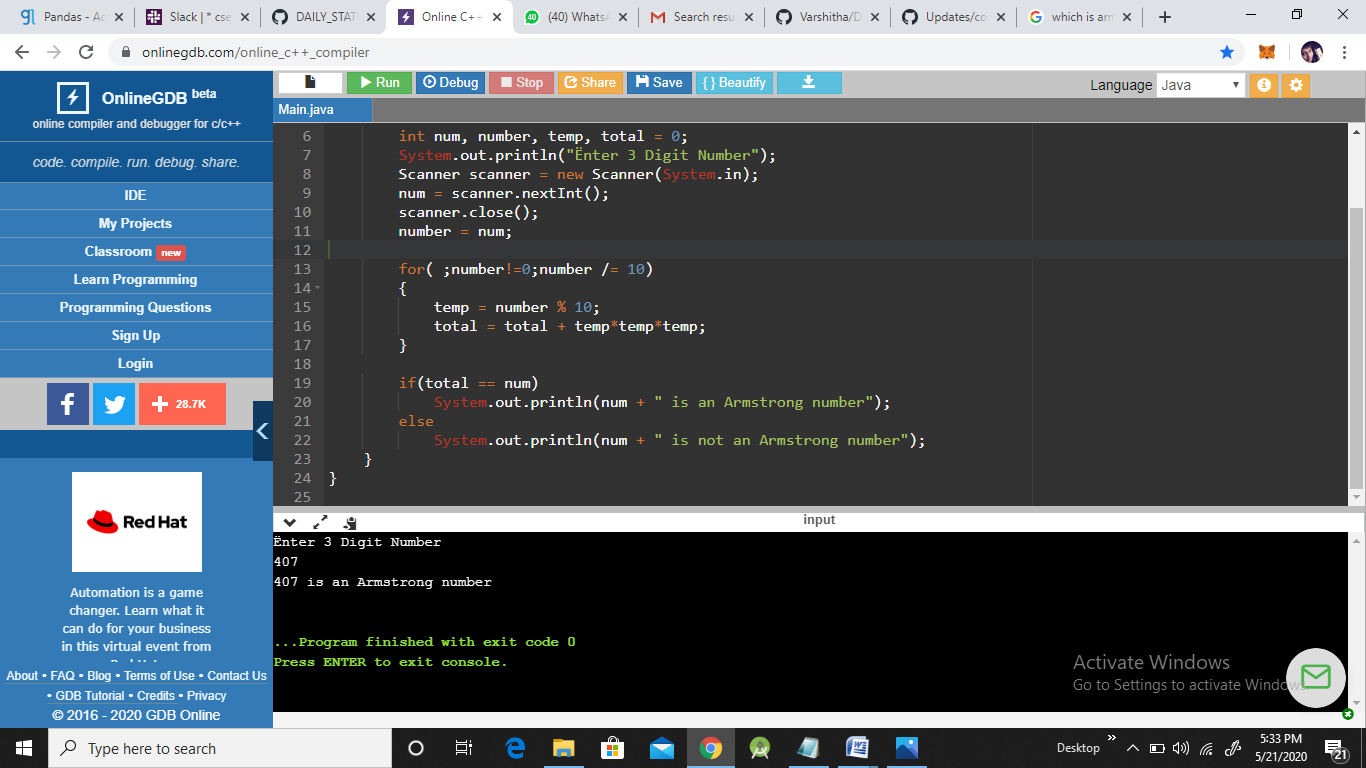 Pandas - Ac
Slack | * cse
DAILY_STAT
Online C++
(40) WhatsA
Search resu
Varshitha/D
Updates/co
which is arm
onlinegdb.com/online_c++_compiler
OnlineGDB beta
online compiler and debugger for c/c++
code. compile. run. debug. share.
IDE
My Projects
Classroom new
Learn Programming
Programming Questions
Sign Up
Login
28.7K
Red Hat
Automation is a game
changer. Learn what it
can do for your business
in this virtual event from
About • FAQ • Blog • Terms of Use • Contact Us
• GDB Tutorial • Credits • Privacy
© 2016 - 2020 GDB Online
Run Debug Stop Share Save { } Beautify
Language Java
Main.java
6 int num, number, temp, total = 0;
7 System.out.println("Ënter 3 Digit Number");
8 Scanner scanner = new Scanner(System.in);
9 num = scanner.nextInt();
10 scanner.close();
11 number = num;
12
13 for( ;number!=0;number /= 10)
14 {
15 temp = number % 10;
16 total = total + temp*temp*temp;
17 }
18
19 if(total == num)
20 System.out.println(num + " is an Armstrong number");
21 else
22 System.out.println(num + " is not an Armstrong number");
23 }
24 }
25
input
Ënter 3 Digit Number
407
407 is an Armstrong number
...Program finished with exit code 0
Press ENTER to exit console.
Activate Windows
Go to Settings to activate Windows.
Type here to search
Desktop
5:33 PM
5/21/2020
21